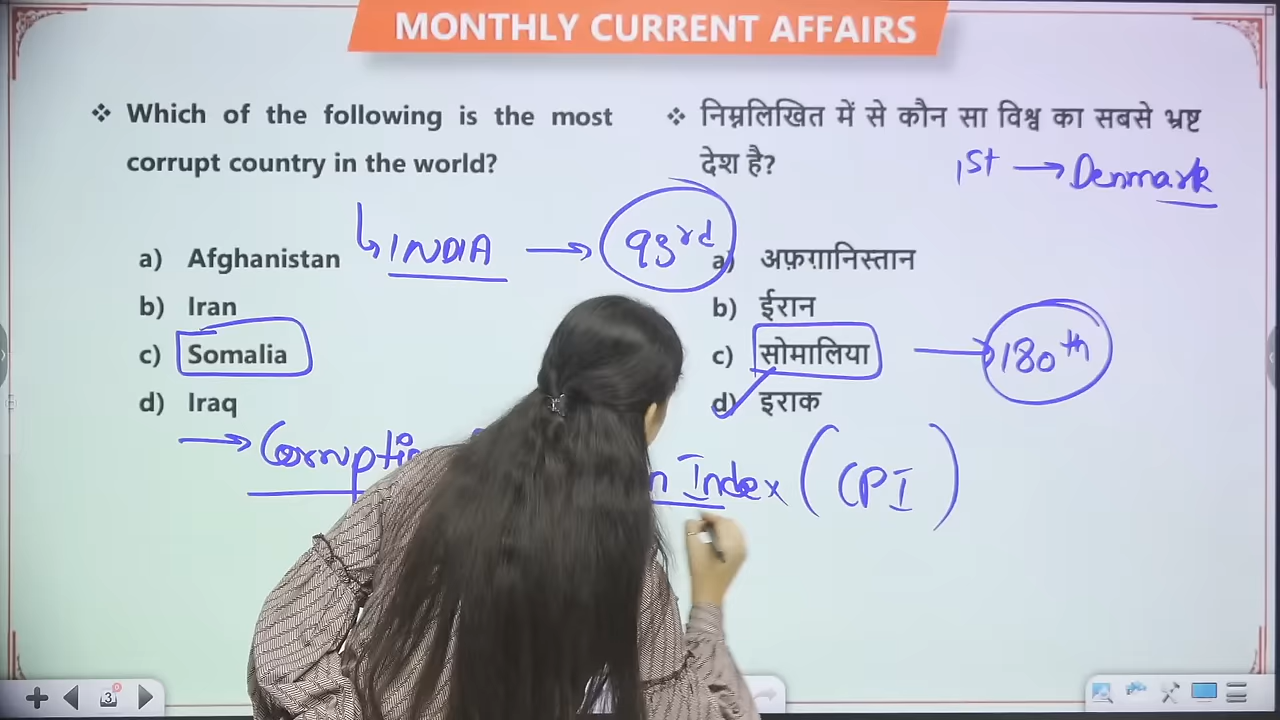 MONTHLY CURRENT AFFAIRS
❖ Which of the following is the most
corrupt country in the world?
INDIA → 93rd
a) Afghanistan
b) Iran
c) Somalia
d) Iraq
❖ निम्नलिखित में से कौन सा विश्व का सबसे भ्रष्ट
देश है?
1st → Denmark
a) अफ़ग़ानिस्तान
b) ईरान
c) सोमालिया → 180th
d) इराक
→ Index (CPI)
3